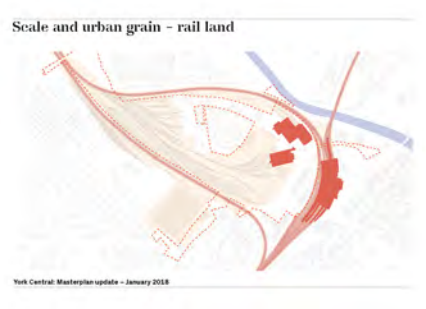 Scale and urban grain – rail land
York Central: Masterplan update – January 2018